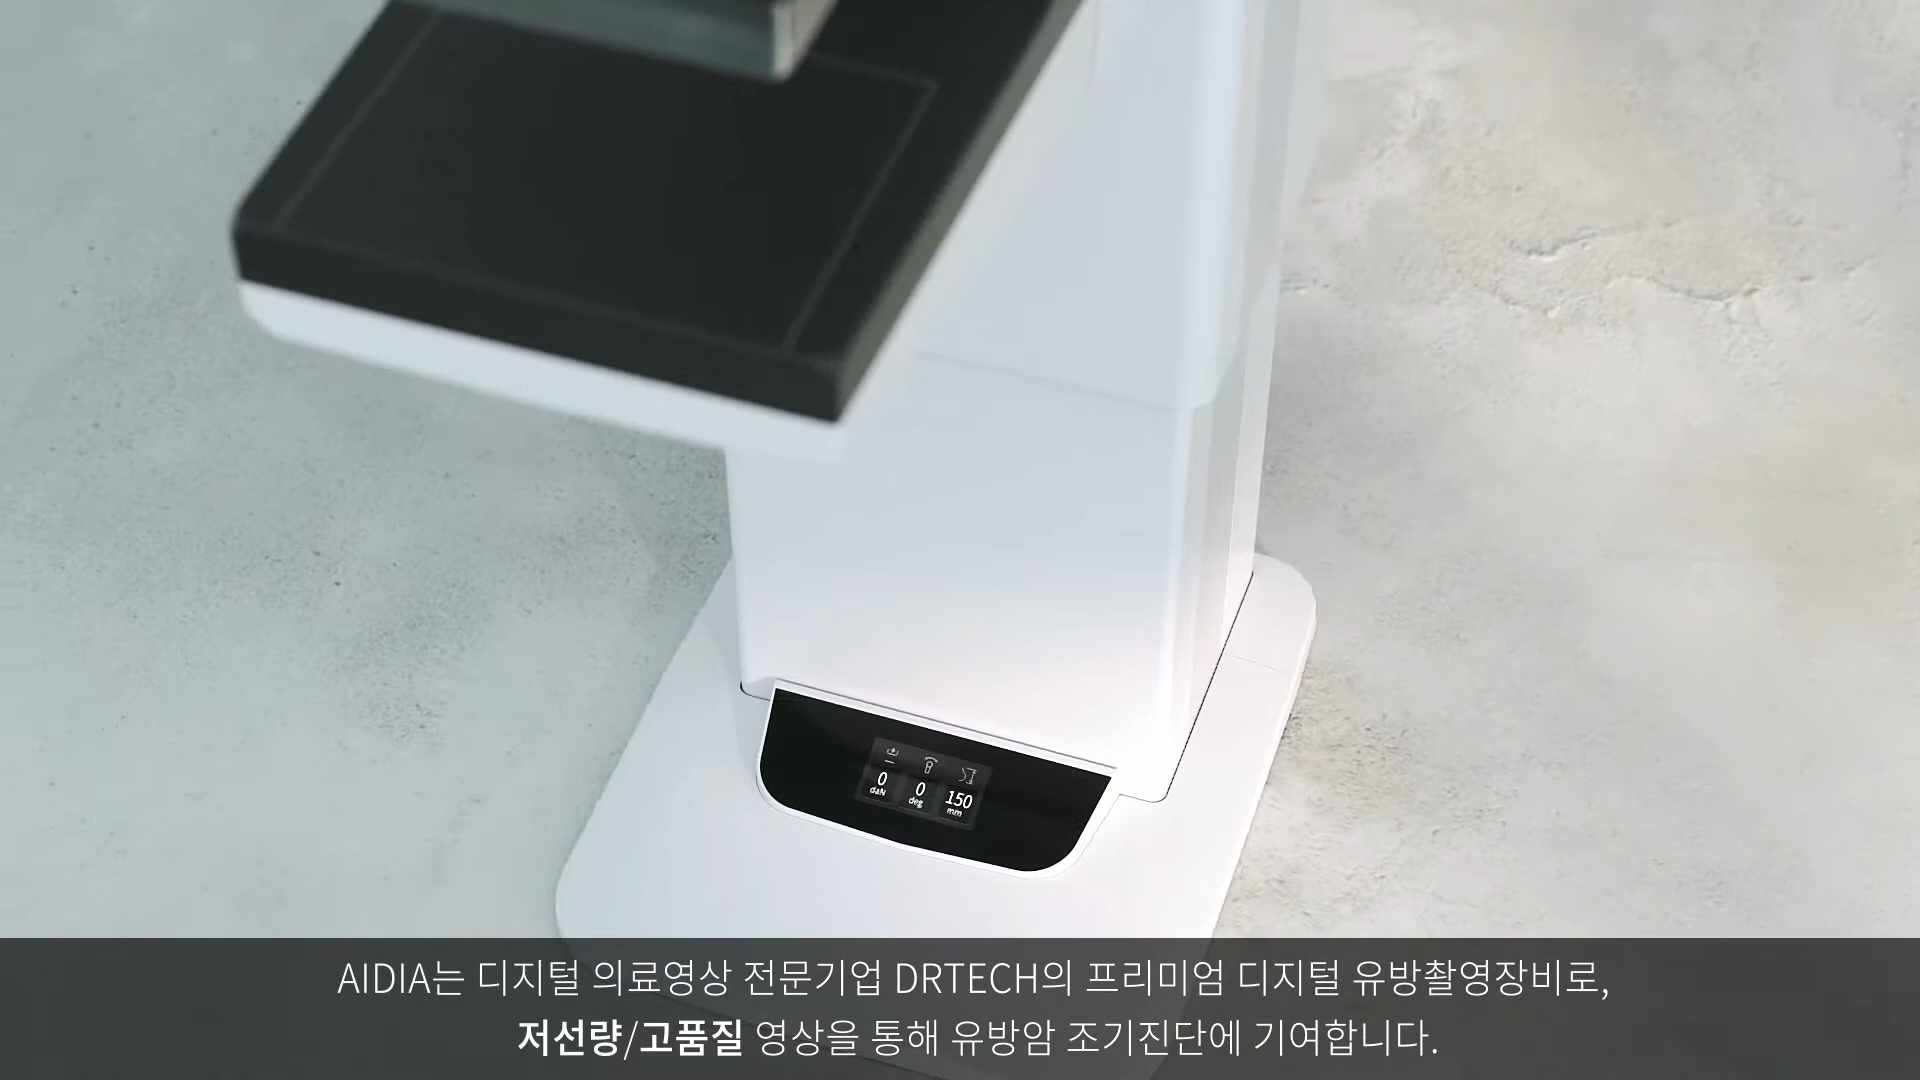 0 0 150
daN deg mm
AIDIA는 디지털 의료영상 전문기업 DRTECH의 프리미엄 디지털 유방촬영장비로,
저선량/고품질 영상을 통해 유방암 조기진단에 기여합니다.